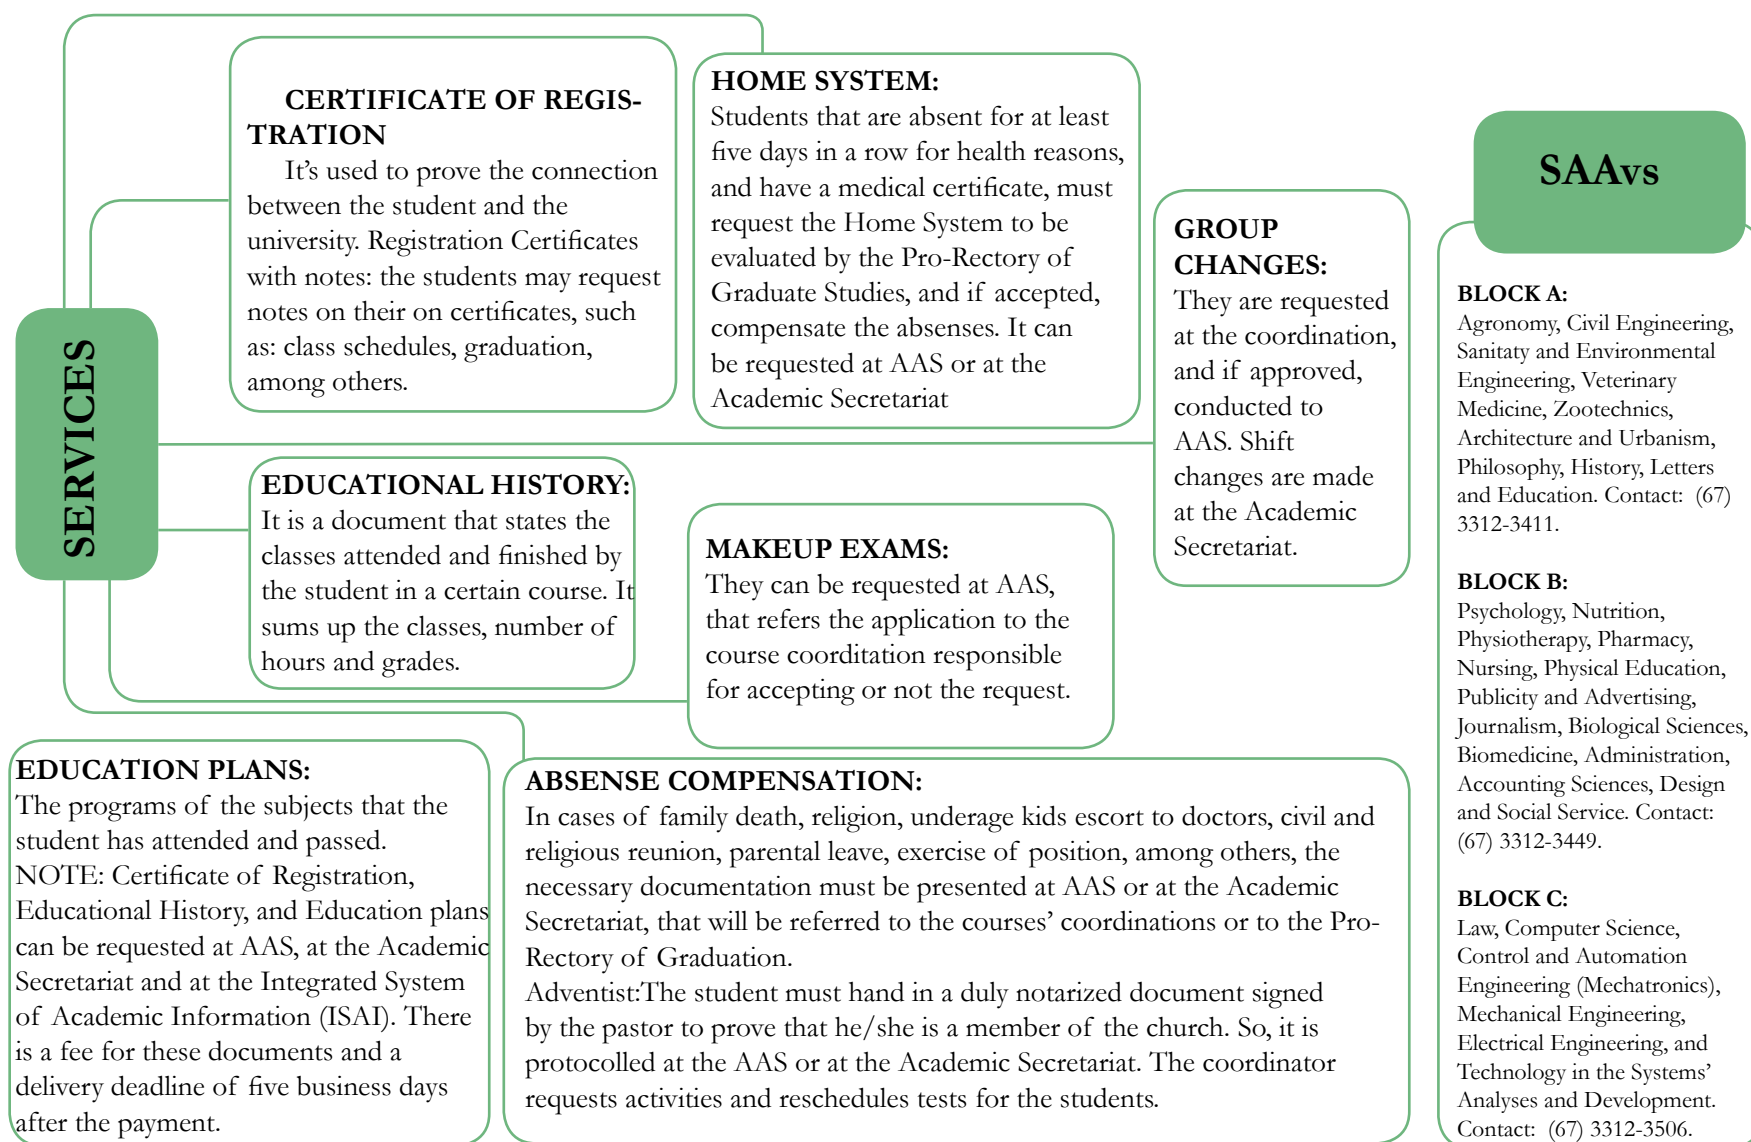 SERVICES
CERTIFICATE OF REGIS-
TRATION
It's used to prove the connection
between the student and the
university. Registration Certificates
with notes: the students may request
notes on their on certificates, such
as: class schedules, graduation,
among others.
HOME SYSTEM:
Students that are absent for at least
five days in a row for health reasons,
and have a medical certificate, must
request the Home System to be
evaluated by the Pro-Rectory of
Graduate Studies, and if accepted,
compensate the absenses. It can
be requested at AAS or at the
Academic Secretariat
GROUP
CHANGES:
They are requested
at the coordination,
and if approved,
conducted to
AAS. Shift
changes are made
at the Academic
Secretariat.
EDUCATIONAL HISTORY:
It is a document that states the
classes attended and finished by
the student in a certain course. It
sums up the classes, number of
hours and grades.
MAKEUP EXAMS:
They can be requested at AAS,
that refers the application to the
course coorditation responsible
for accepting or not the request.
EDUCATION PLANS:
The programs of the subjects that the
student has attended and passed.
NOTE: Certificate of Registration,
Educational History, and Education plans
can be requested at AAS, at the Academic
Secretariat and at the Integrated System
of Academic Information (ISAI). There
is a fee for these documents and a
delivery deadline of five business days
after the payment.
ABSENSE COMPENSATION:
In cases of family death, religion, underage kids escort to doctors, civil and
religious reunion, parental leave, exercise of position, among others, the
necessary documentation must be presented at AAS or at the Academic
Secretariat, that will be referred to the courses' coordinations or to the Pro-
Rectory of Graduation.
Adventist:The student must hand in a duly notarized document signed
by the pastor to prove that he/she is a member of the church. So, it is
protocolled at the AAS or at the Academic Secretariat. The coordinator
requests activities and reschedules tests for the students.
SAAvs
BLOCK A:
Agronomy, Civil Engineering,
Sanitaty and Environmental
Engineering, Veterinary
Medicine, Zootechnics,
Architecture and Urbanism,
Philosophy, History, Letters
and Education. Contact: (67)
3312-3411.
BLOCK B:
Psychology, Nutrition,
Physiotherapy, Pharmacy,
Nursing, Physical Education,
Publicity and Advertising,
Journalism, Biological Sciences,
Biomedicine, Administration,
Accounting Sciences, Design
and Social Service. Contact:
(67) 3312-3449.
BLOCK C:
Law, Computer Science,
Control and Automation
Engineering (Mechatronics),
Mechanical Engineering,
Electrical Engineering, and
Technology in the Systems'
Analyses and Development.
Contact: (67) 3312-3506.